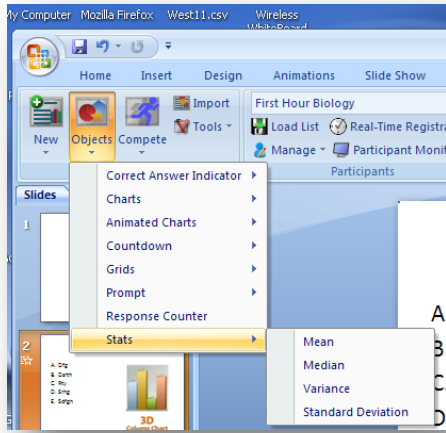 My Computer Mozilla Firefox West11.csv Wireless
WhiteBoard
Home Insert Design Animations Slide Show
New Objects Compete Import
Tools
First Hour Biology
Load List Real-Time Registra
Manage Participant Monit
Participants
Slides
1
Correct Answer Indicator
Charts
Animated Charts
Countdown
Grids
Prompt
Response Counter
Stats
Mean
Median
Variance
Standard Deviation
2
A. Dfg
E. Sdfgh
3D
Column Chart
A
B
C
D